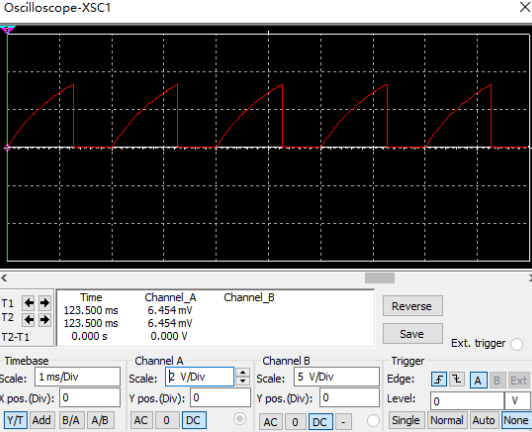 Oscilloscope-XSC1
T1
T2
T2-T1
Time Channel_A Channel_B
123.500 ms 6.454 mV
123.500 ms 6.454 mV
0.000 s 0.000 V
Reverse
Save
Ext. trigger
Timebase
Scale: 1 ms/Div
X pos.(Div): 0
Y/T Add B/A A/B
Channel A
Scale: 2 V/Div
Y pos.(Div): 0
AC 0 DC
Channel B
Scale: 5 V/Div
Y pos.(Div): 0
AC 0 DC -
Trigger
Edge: A B Ext
Level: 0 V
Single Normal Auto None